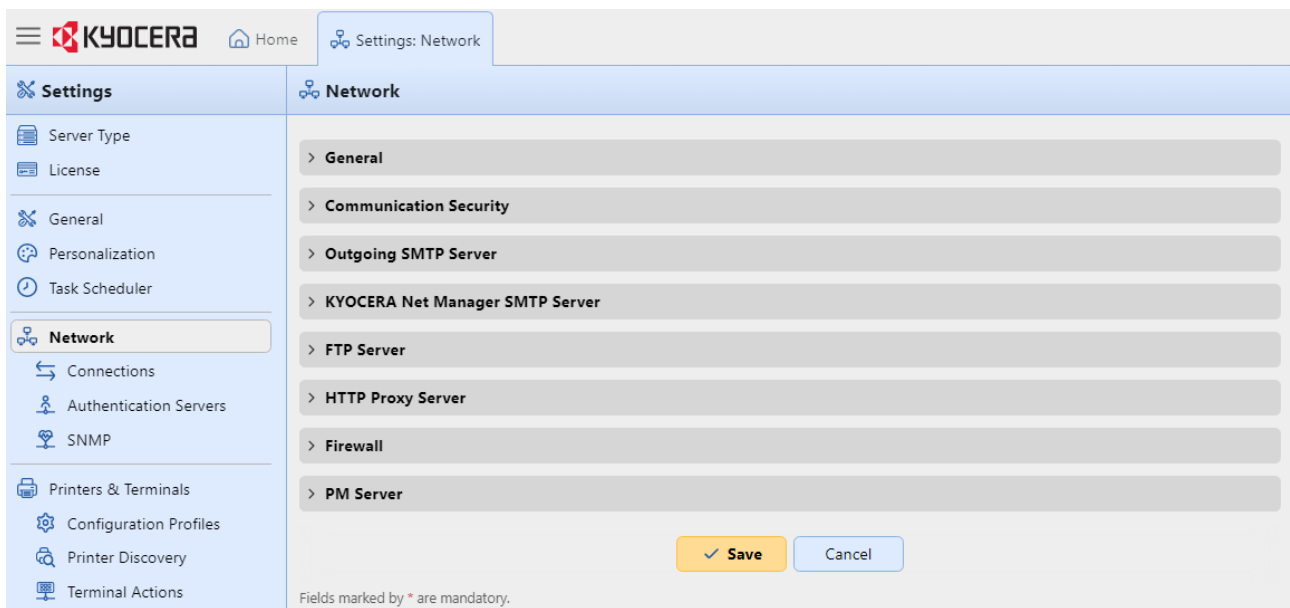 KYOCERA Home Settings: Network
Settings
Server Type
License
General
Personalization
Task Scheduler
Network
Connections
Authentication Servers
SNMP
Printers & Terminals
Configuration Profiles
Printer Discovery
Terminal Actions
Network
General
Communication Security
Outgoing SMTP Server
KYOCERA Net Manager SMTP Server
FTP Server
HTTP Proxy Server
Firewall
PM Server
Save Cancel
Fields marked by * are mandatory.